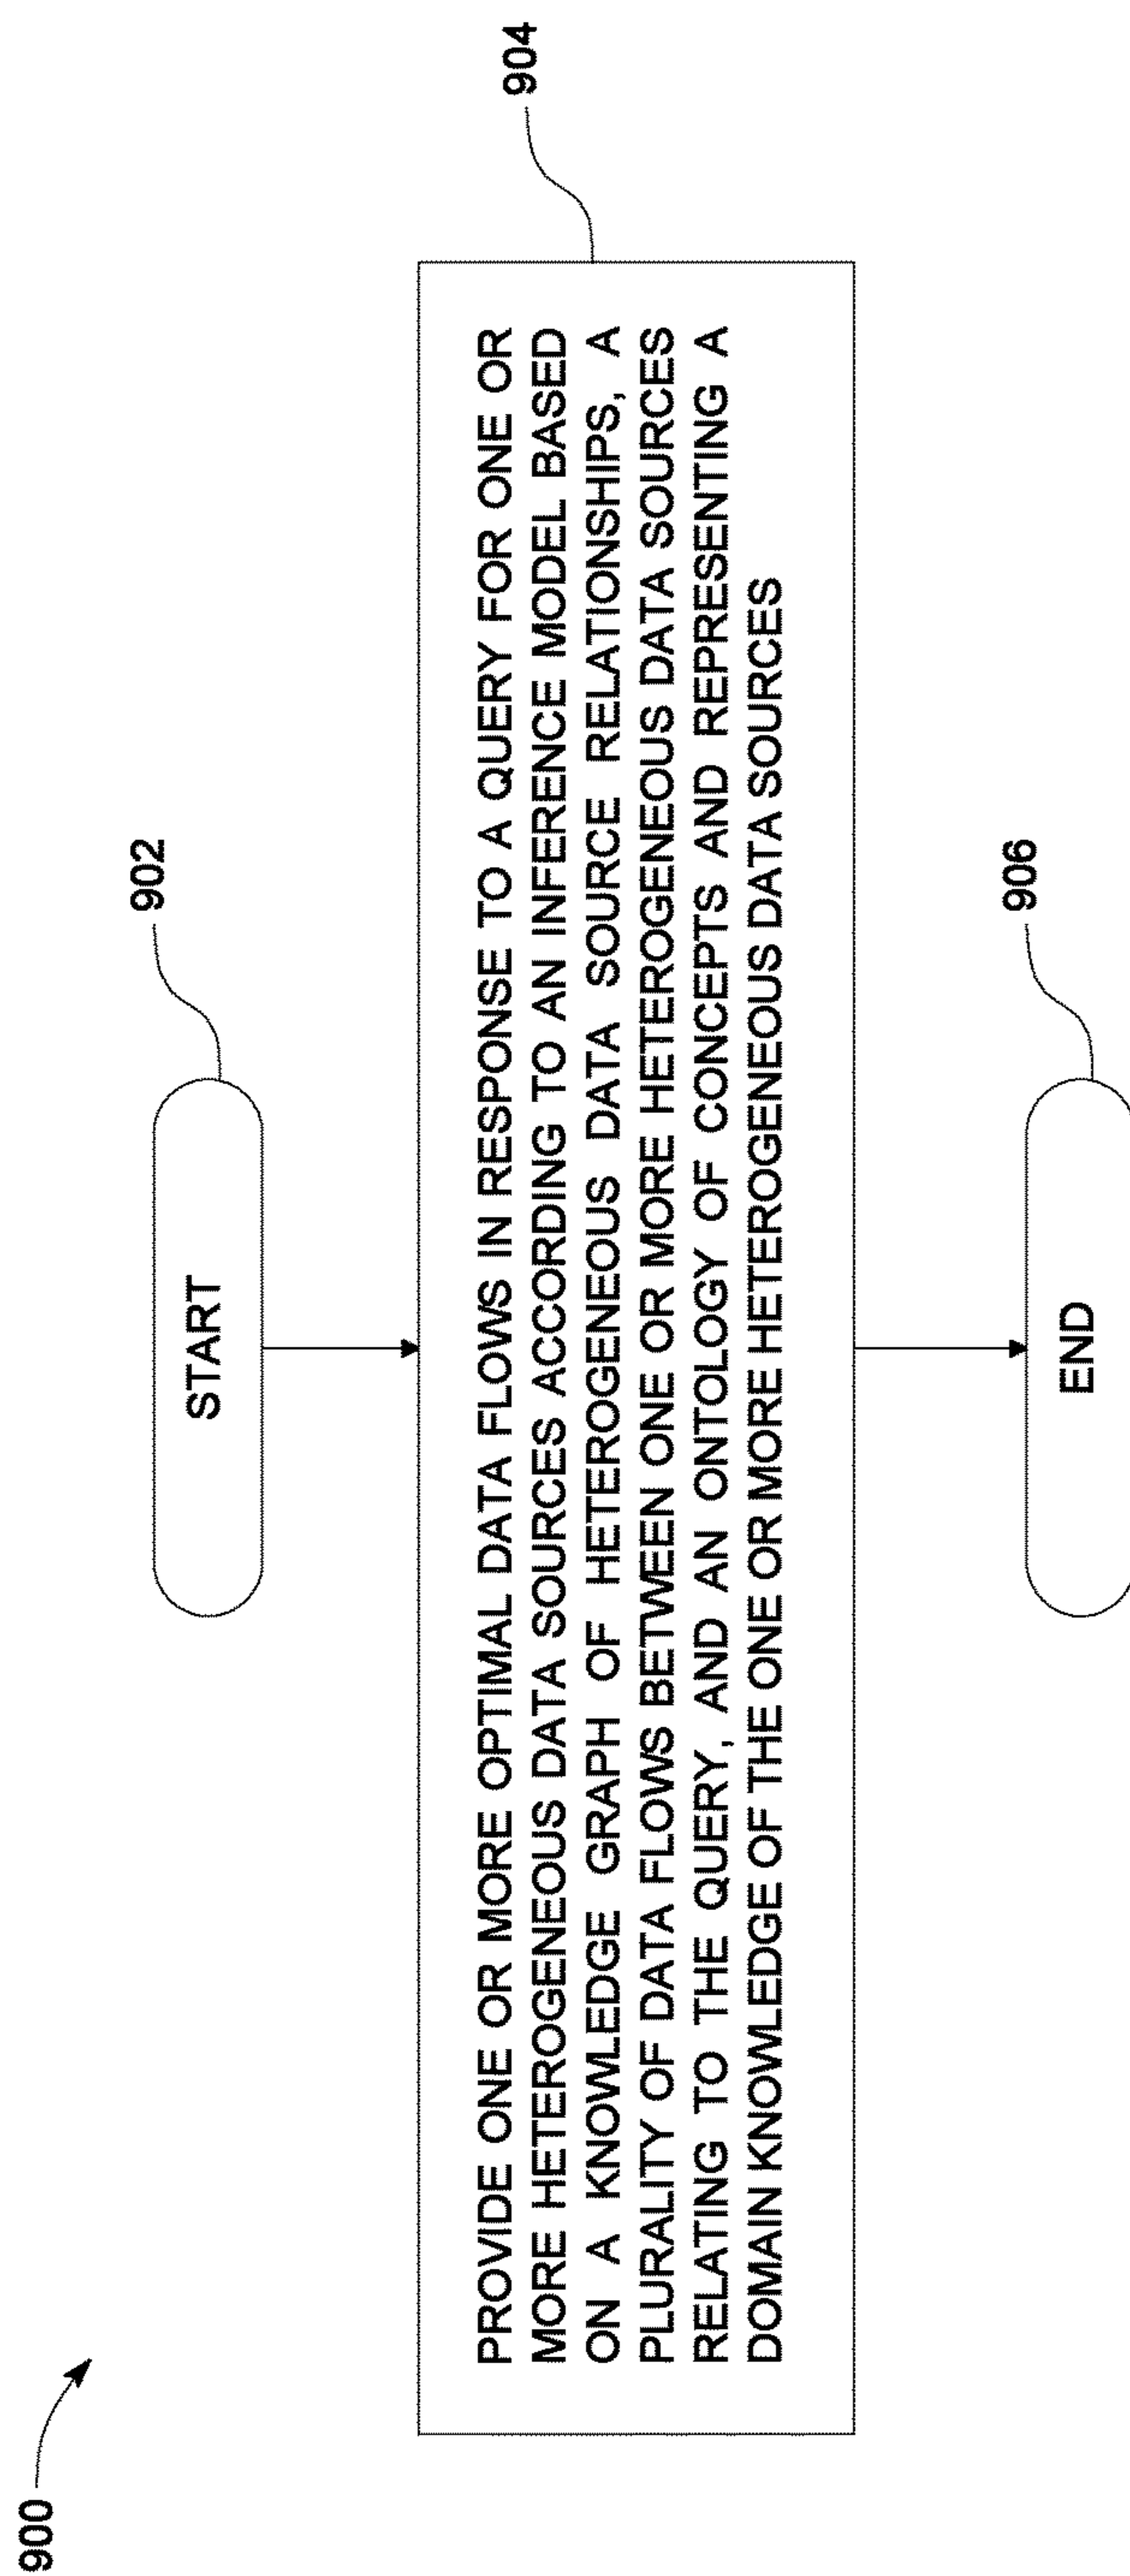 900
902
START
904
PROVIDE ONE OR MORE OPTIMAL DATA FLOWS IN RESPONSE TO A QUERY FOR ONE OR
MORE HETEROGENEOUS DATA SOURCES ACCORDING TO AN INFERENCE MODEL BASED
ON A KNOWLEDGE GRAPH OF HETEROGENEOUS DATA SOURCE RELATIONSHIPS, A
PLURALITY OF DATA FLOWS BETWEEN ONE OR MORE HETEROGENEOUS DATA SOURCES
RELATING TO THE QUERY, AND AN ONTOLOGY OF CONCEPTS AND REPRESENTING A
DOMAIN KNOWLEDGE OF THE ONE OR MORE HETEROGENEOUS DATA SOURCES
906
END